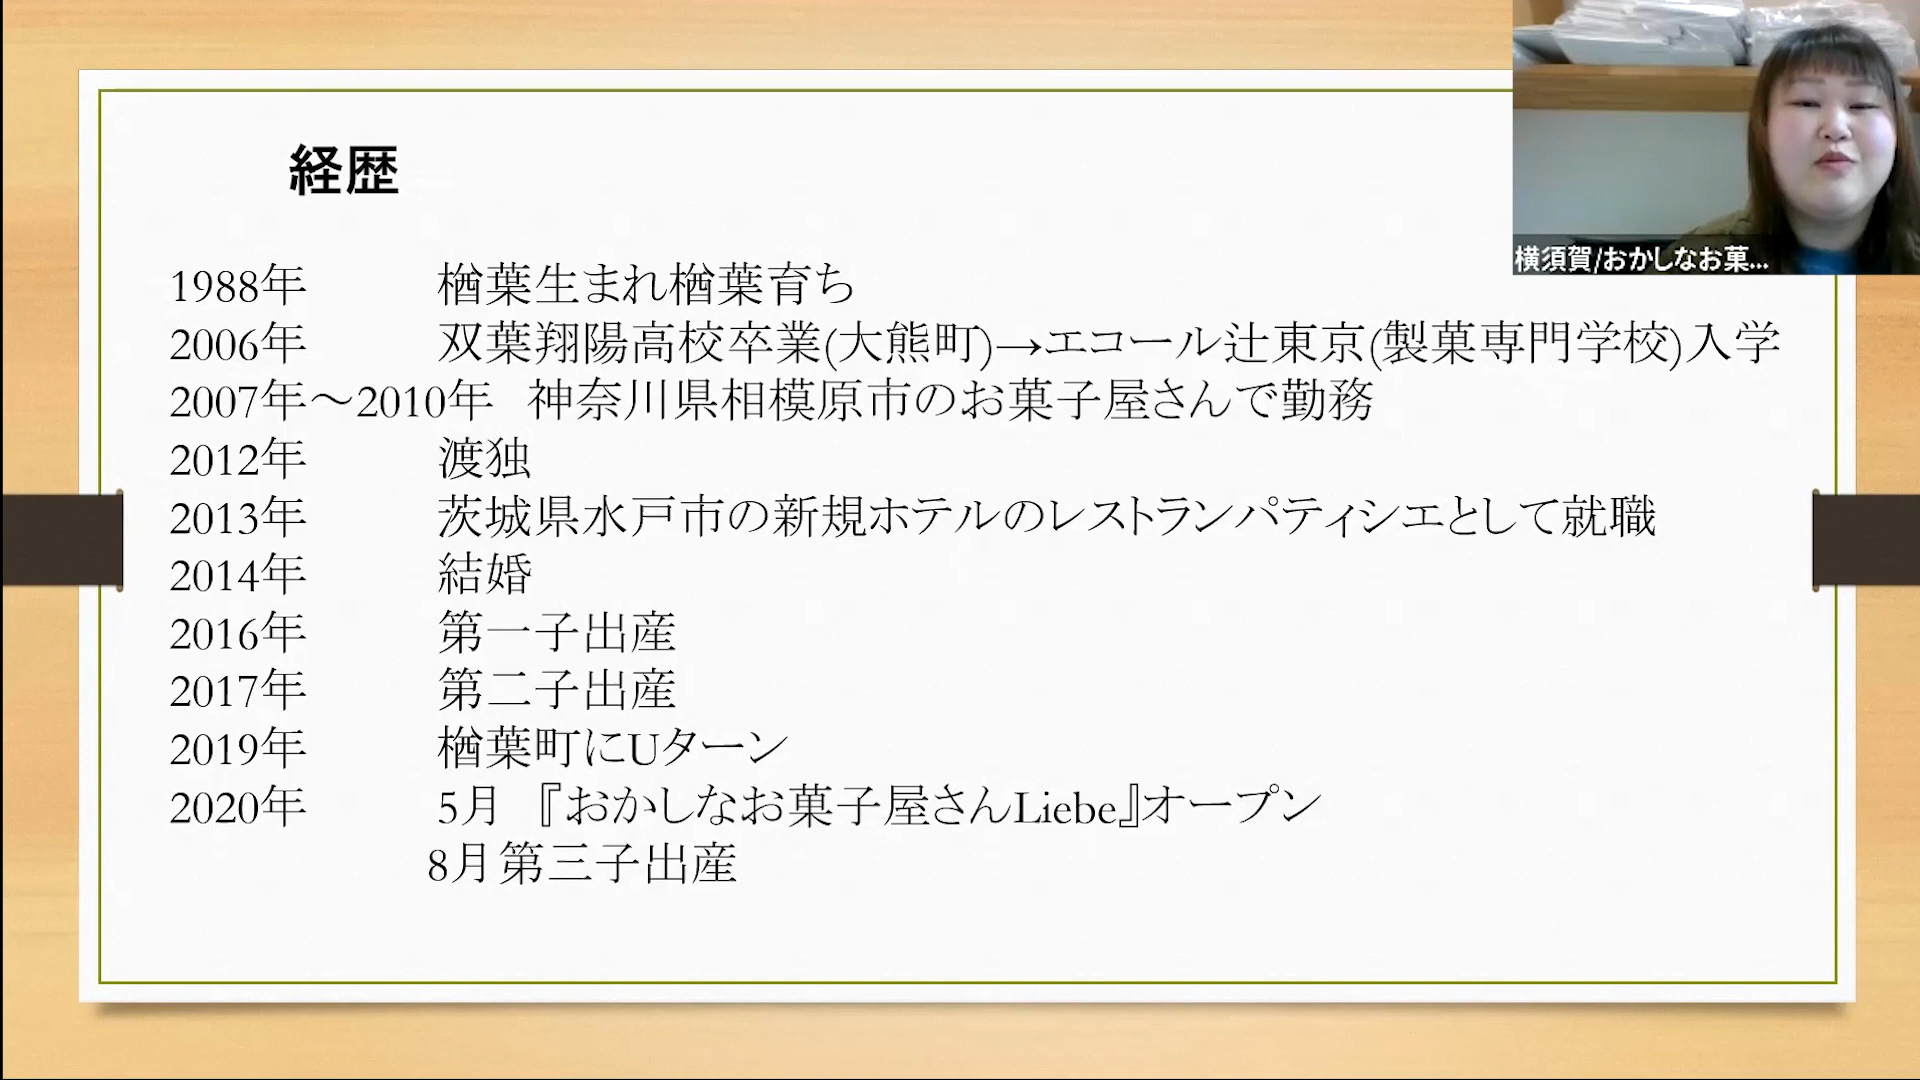 経歴
1988年 楢葉生まれ楢葉育ち
2006年 双葉翔陽高校卒業(大熊町)→エコール辻東京(製菓専門学校)入学
2007年～2010年 神奈川県相模原市のお菓子屋さんで勤務
2012年 渡独
2013年 茨城県水戸市の新規ホテルのレストランパティシエとして就職
2014年 結婚
2016年 第一子出産
2017年 第二子出産
2019年 楢葉町にUターン
2020年 5月 『おかしなお菓子屋さんLiebe』オープン
8月第三子出産
横須賀/おかしなお菓...